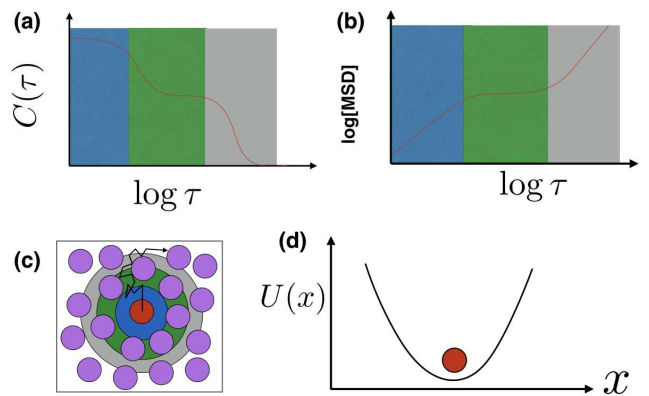 (a)
C(τ)
log τ
(b)
log[MSD]
log τ
(c)
(d)
U(x)
x